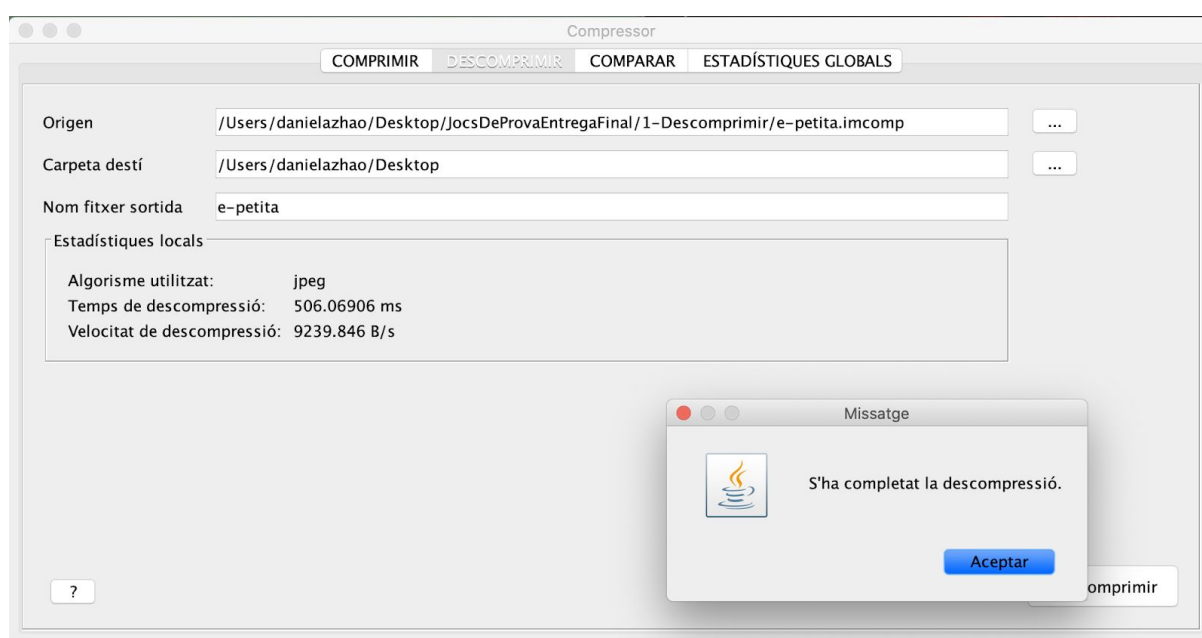 Compressor
COMPRIMIR DESCOMPRIMIR COMPARAR ESTADÍSTIQUES GLOBALS
Origen /Users/danielazhao/Desktop/JocsDeProvaEntregaFinal/1-Descomprimir/e-petita.imcomp ...
Carpeta destí /Users/danielazhao/Desktop ...
Nom fitxer sortida e-petita
Estadístiques locals
Algorisme utilitzat: jpeg
Temps de descompressió: 506.06906 ms
Velocitat de descompressió: 9239.846 B/s
Missatge
S'ha completat la descompressió.
Aceptar
? omprimir